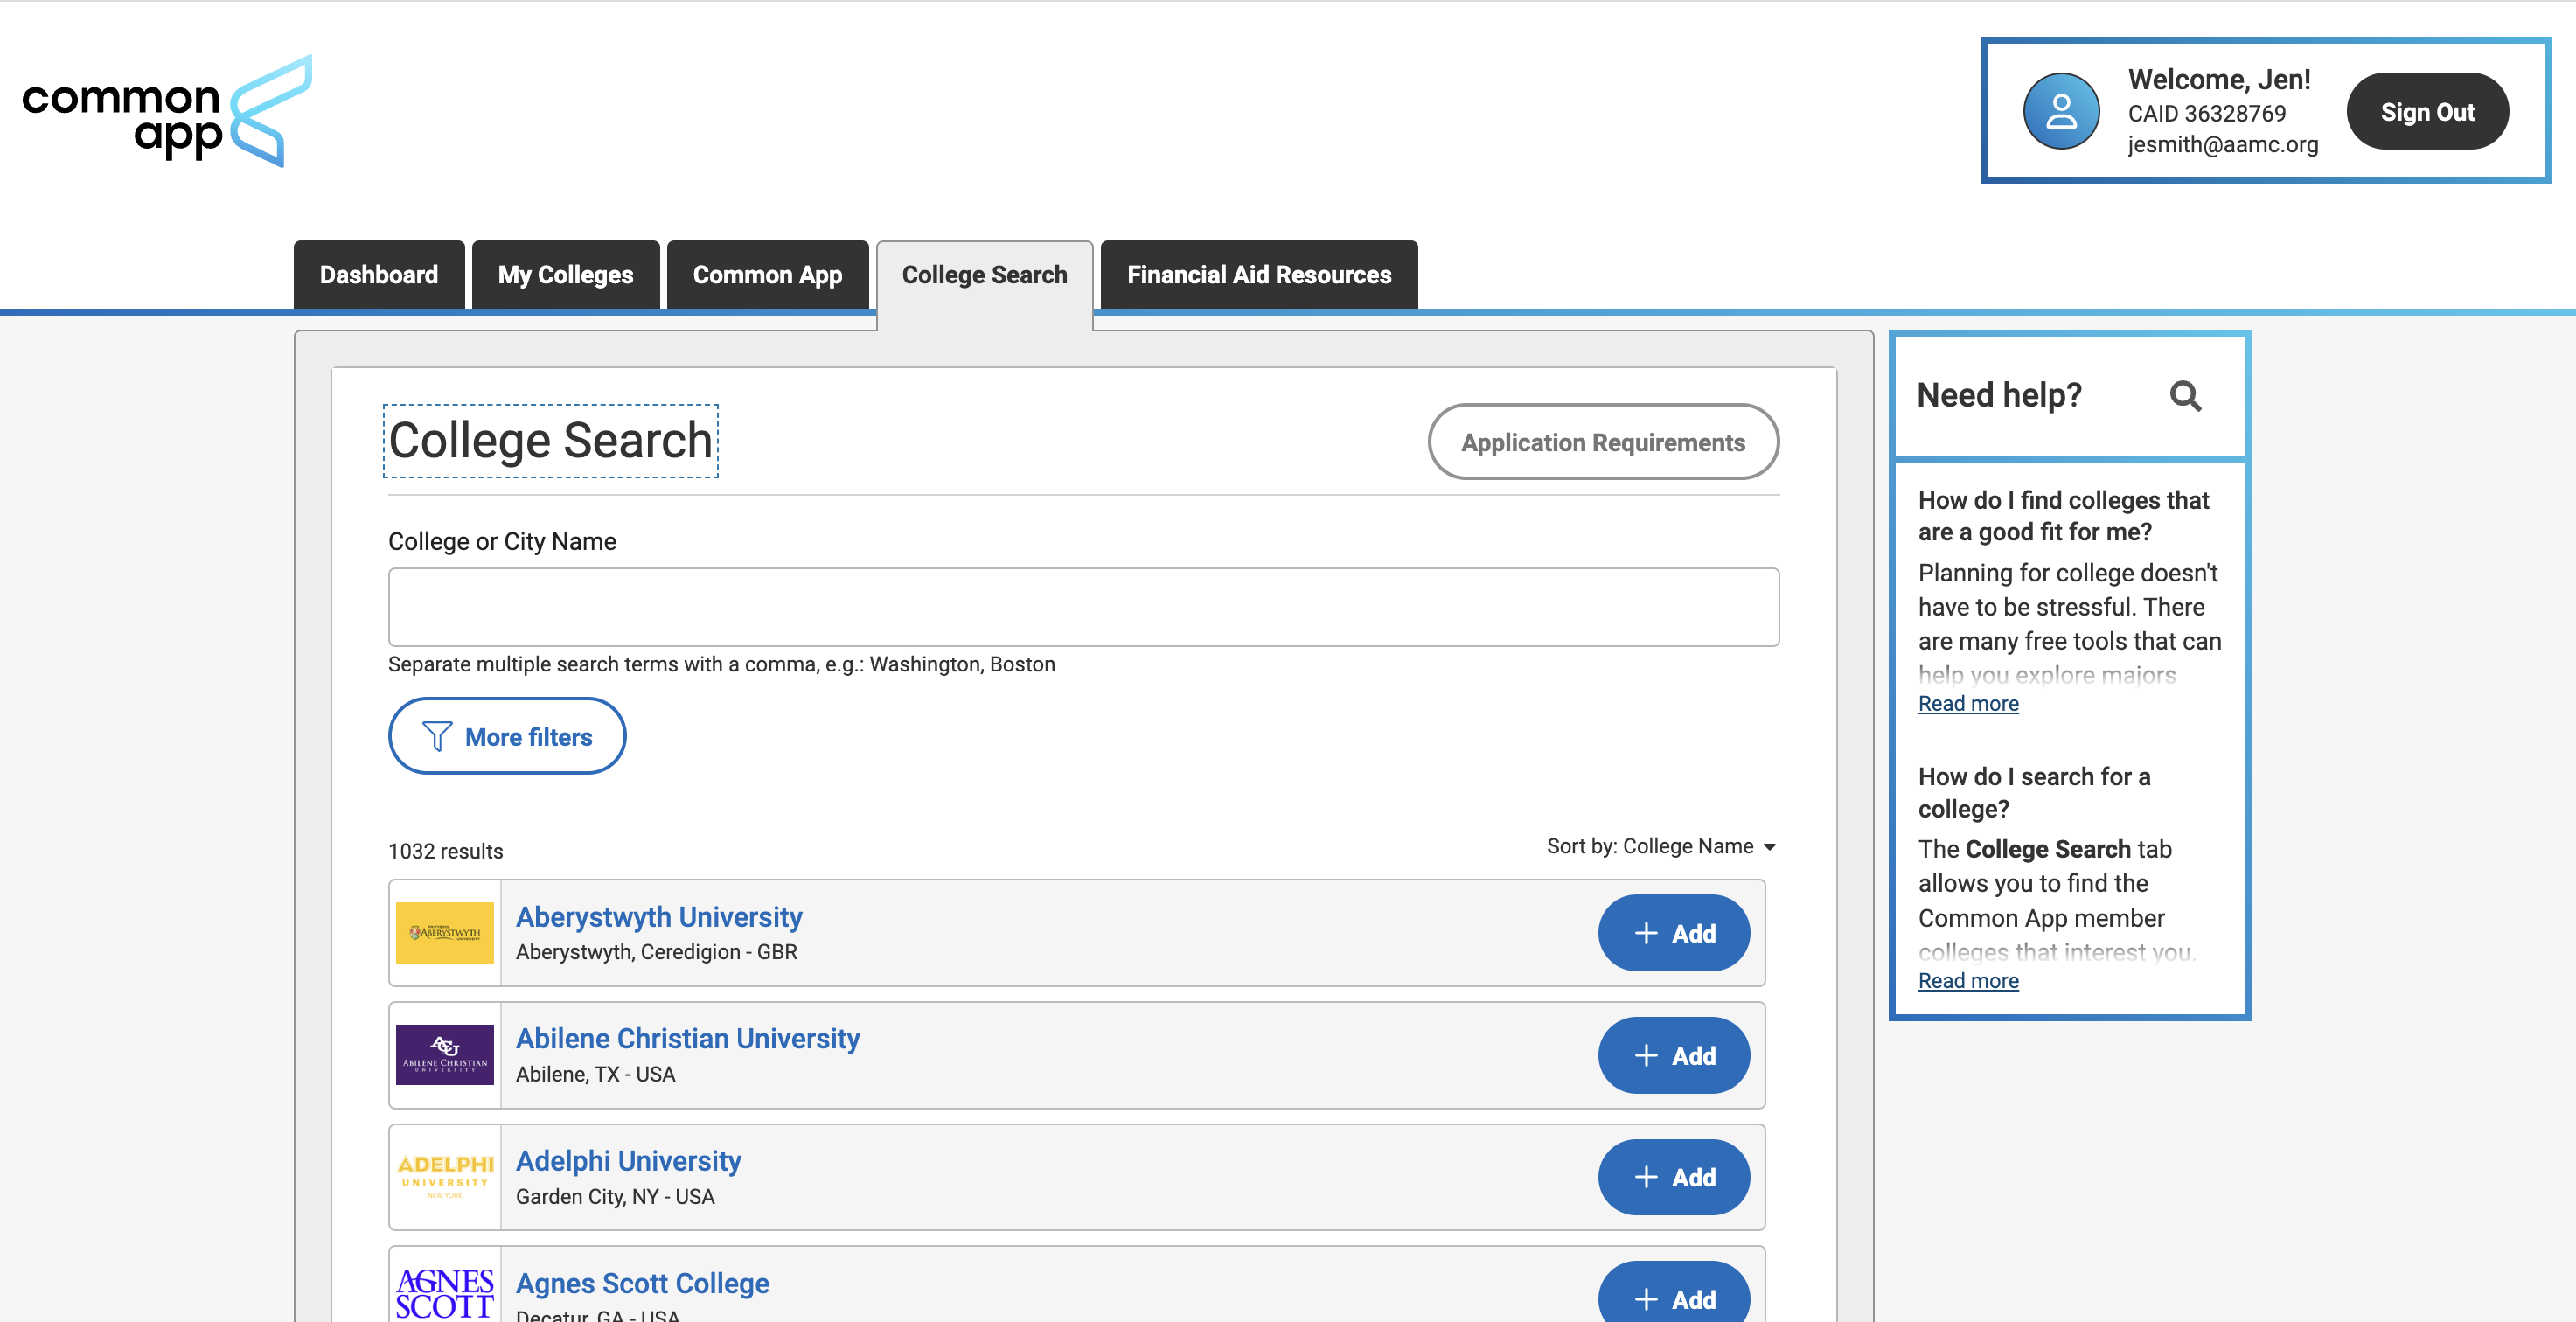 common
app
Welcome, Jen!
CAID 36328769
jesmith@aamc.org
Sign Out
Dashboard
My Colleges
Common App
College Search
Financial Aid Resources
College Search
Application Requirements
College or City Name
Separate multiple search terms with a comma, e.g.: Washington, Boston
More filters
1032 results
Sort by: College Name
ABERYSTWYTH
Aberystwyth University
Aberystwyth, Ceredigion - GBR
+ Add
ACU
ABILENE CHRISTIAN
UNIVERSITY
Abilene Christian University
Abilene, TX - USA
+ Add
ADELPHI
UNIVERSITY
NEW YORK
Adelphi University
Garden City, NY - USA
+ Add
AGNES
SCOTT
Agnes Scott College
Decatur, GA - USA
+ Add
Need help?
How do I find colleges that
are a good fit for me?
Planning for college doesn't
have to be stressful. There
are many free tools that can
help you explore majors
Read more
How do I search for a
college?
The College Search tab
allows you to find the
Common App member
colleges that interest you.
Read more